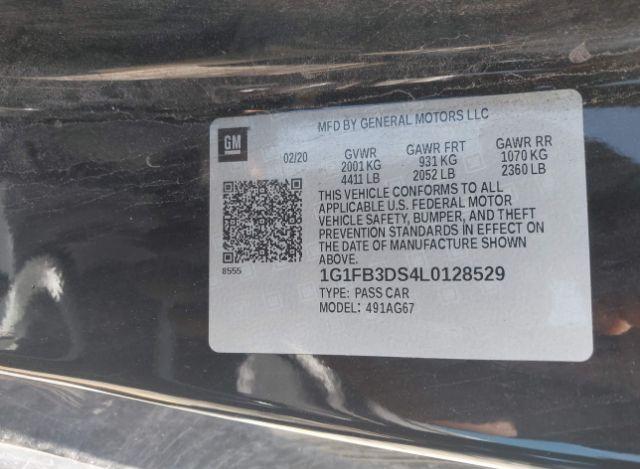 MFD BY GENERAL MOTORS LLC
GM
02/20 GVWR GAWR FRT GAWR RR
2001 KG 931 KG 1070 KG
4411 LB 2052 LB 2360 LB
THIS VEHICLE CONFORMS TO ALL
APPLICABLE U.S. FEDERAL MOTOR
VEHICLE SAFETY, BUMPER, AND THEFT
PREVENTION STANDARDS IN EFFECT ON
THE DATE OF MANUFACTURE SHOWN
ABOVE.
8555
1G1FB3DS4L0128529
TYPE: PASS CAR
MODEL: 491AG67